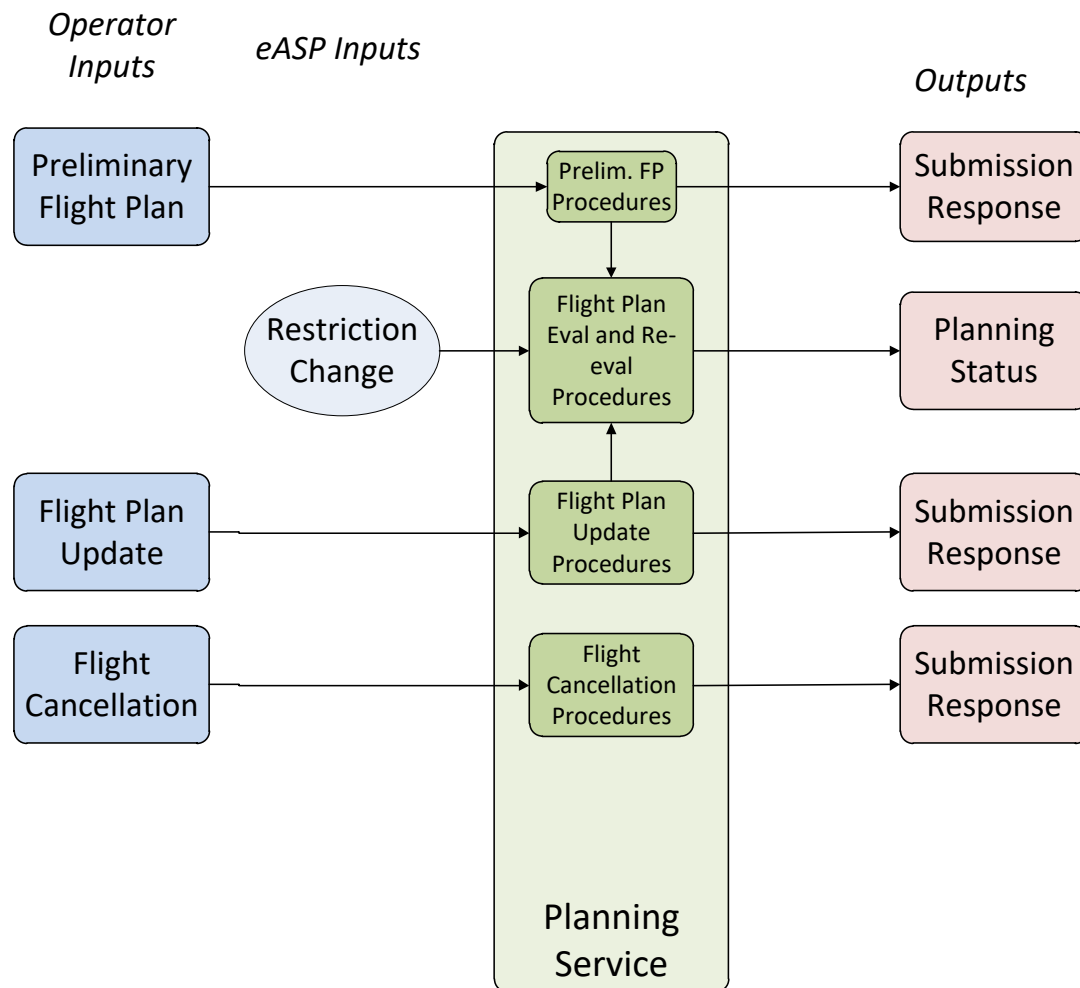 Operator
Inputs
eASP Inputs
Outputs
Preliminary
Flight Plan
Prelim. FP
Procedures
Submission
Response
Restriction
Change
Flight Plan
Eval and Re-
eval
Procedures
Planning
Status
Flight Plan
Update
Flight Plan
Update
Procedures
Submission
Response
Flight
Cancellation
Flight
Cancellation
Procedures
Submission
Response
Planning
Service